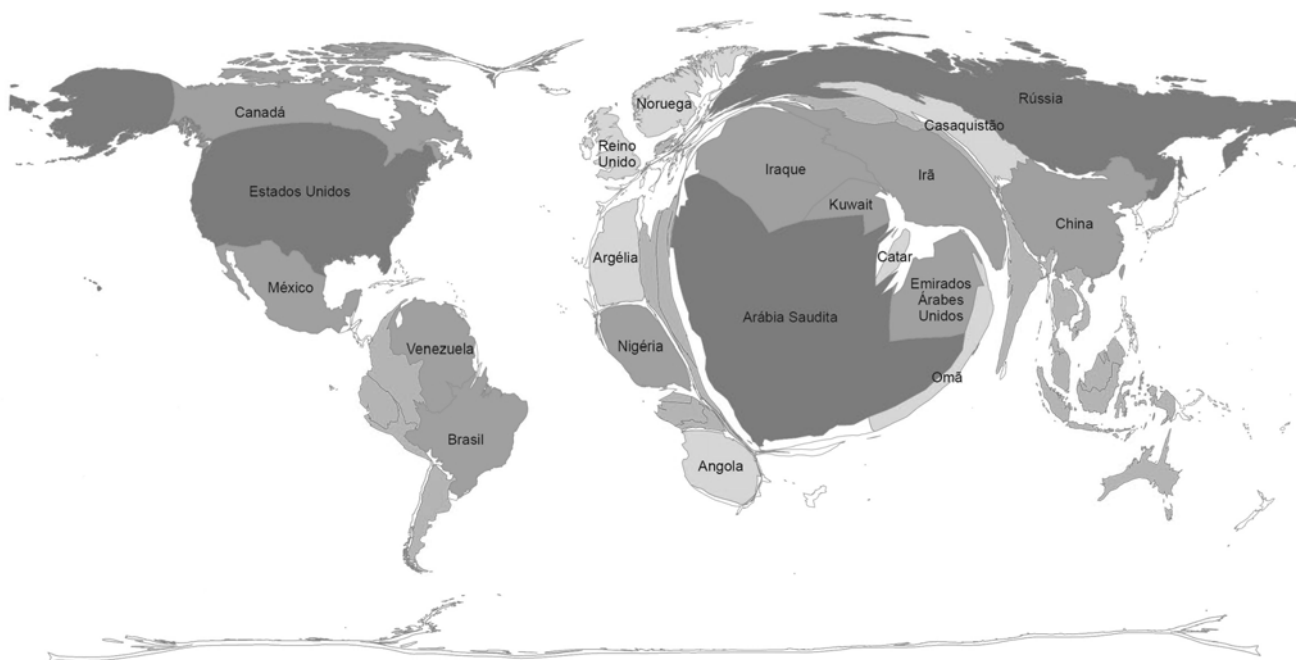 Canadá
Estados Unidos
México
Venezuela
Brasil
Noruega
Reino
Unido
Argélia
Nigéria
Angola
Rússia
Casaquistão
Iraque
Irã
Kuwait
China
Catar
Emirados
Árabes
Unidos
Arábia Saudita
Omã